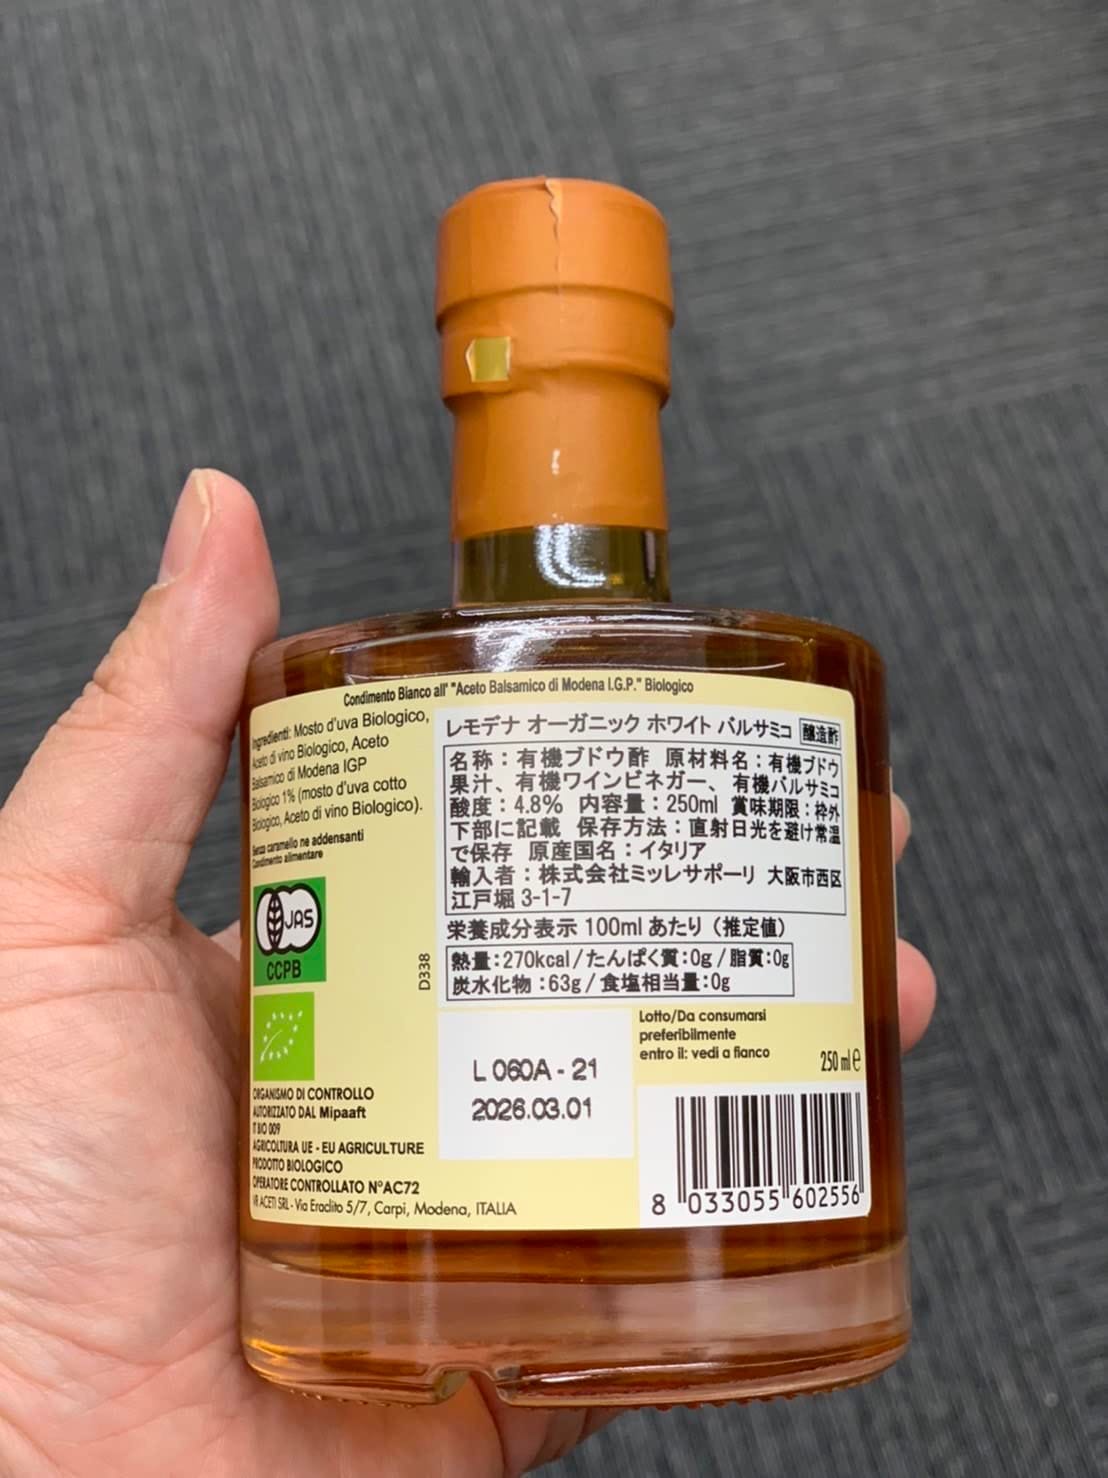 Condimento Bianco all' "Aceto Balsamico di Modena I.G.P." Biologico
Ingredienti: Mosto d'uva Biologico,
Aceto di vino Biologico, Aceto
Balsamico di Modena IGP
Biologico 1% (mosto d'uva cotto
Biologico, Aceto di vino Biologico).
Senza caramello ne addensanti
Condimento alimentare
JAS
CCPB
D338
ORGANISMO DI CONTROLLO
AUTORIZZATO DAL Mipaaft
IT BIO 009
AGRICOLTURA UE - EU AGRICULTURE
PRODOTTO BIOLOGICO
OPERATORE CONTROLLATO N°AC72
VR ACETI SRL - Via Eraclito 5/7, Carpi, Modena, ITALIA
レモデナ オーガニック ホワイト バルサミコ 醸造酢
名称：有機ブドウ酢 原材料名：有機ブドウ
果汁、有機ワインビネガー、有機バルサミコ
酸度：4.8% 内容量：250ml 賞味期限：枠外
下部に記載 保存方法：直射日光を避け常温
で保存 原産国名：イタリア
輸入者：株式会社ミッレサポーリ 大阪市西区
江戸堀 3-1-7
栄養成分表示 100ml あたり（推定値）
熱量：270kcal / たんぱく質：0g / 脂質：0g
炭水化物：63g / 食塩相当量：0g
L 060A - 21
2026.03.01
Lotto/Da consumarsi
preferibilmente
entro il: vedi a fianco
250 ml e
8 033055 602556